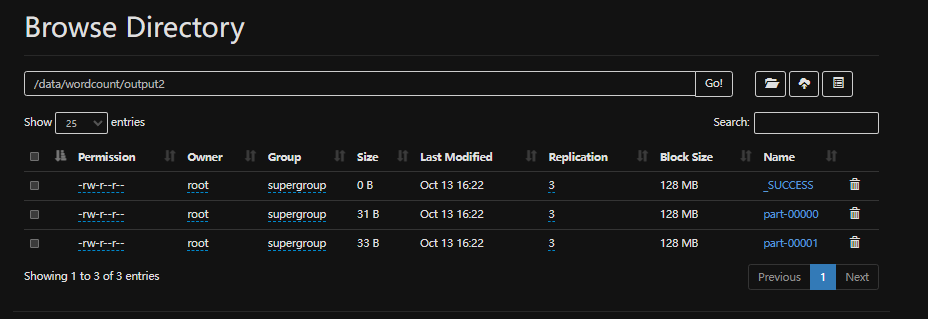 Browse Directory
/data/wordcount/output2 Go!
Show 25 entries Search:
Permission Owner Group Size Last Modified Replication Block Size Name
-rw-r--r-- root supergroup 0 B Oct 13 16:22 3 128 MB _SUCCESS
-rw-r--r-- root supergroup 31 B Oct 13 16:22 3 128 MB part-00000
-rw-r--r-- root supergroup 33 B Oct 13 16:22 3 128 MB part-00001
Showing 1 to 3 of 3 entries Previous 1 Next